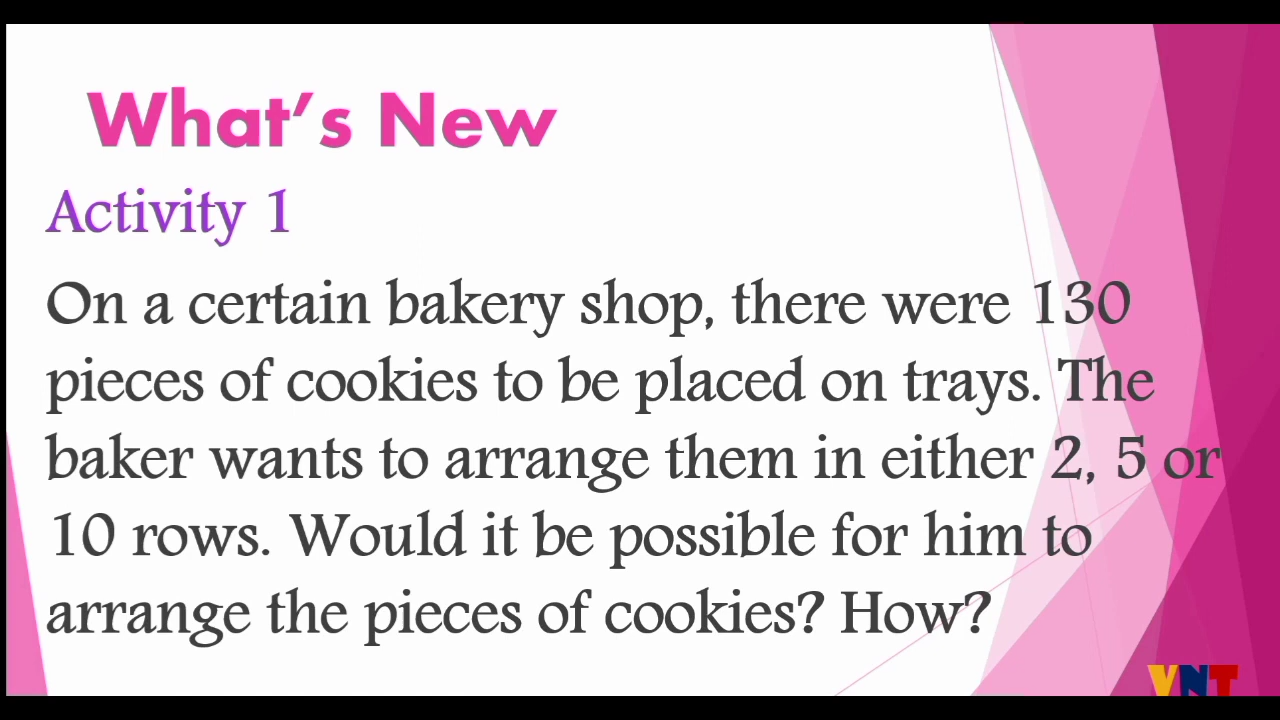 What's New
Activity 1
On a certain bakery shop, there were 130
pieces of cookies to be placed on trays. The
baker wants to arrange them in either 2, 5 or
10 rows. Would it be possible for him to
arrange the pieces of cookies? How?
VNT